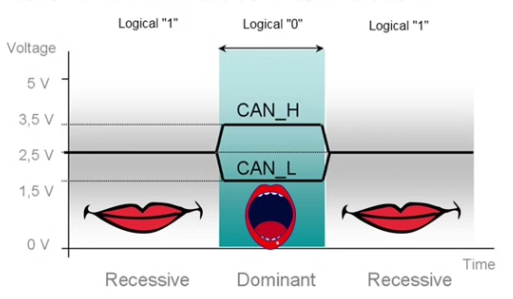 Logical "1"
Logical "0"
Logical "1"
Voltage
5 V
3,5 V
CAN_H
2,5 V
CAN_L
1,5 V
0 V
Time
Recessive
Dominant
Recessive